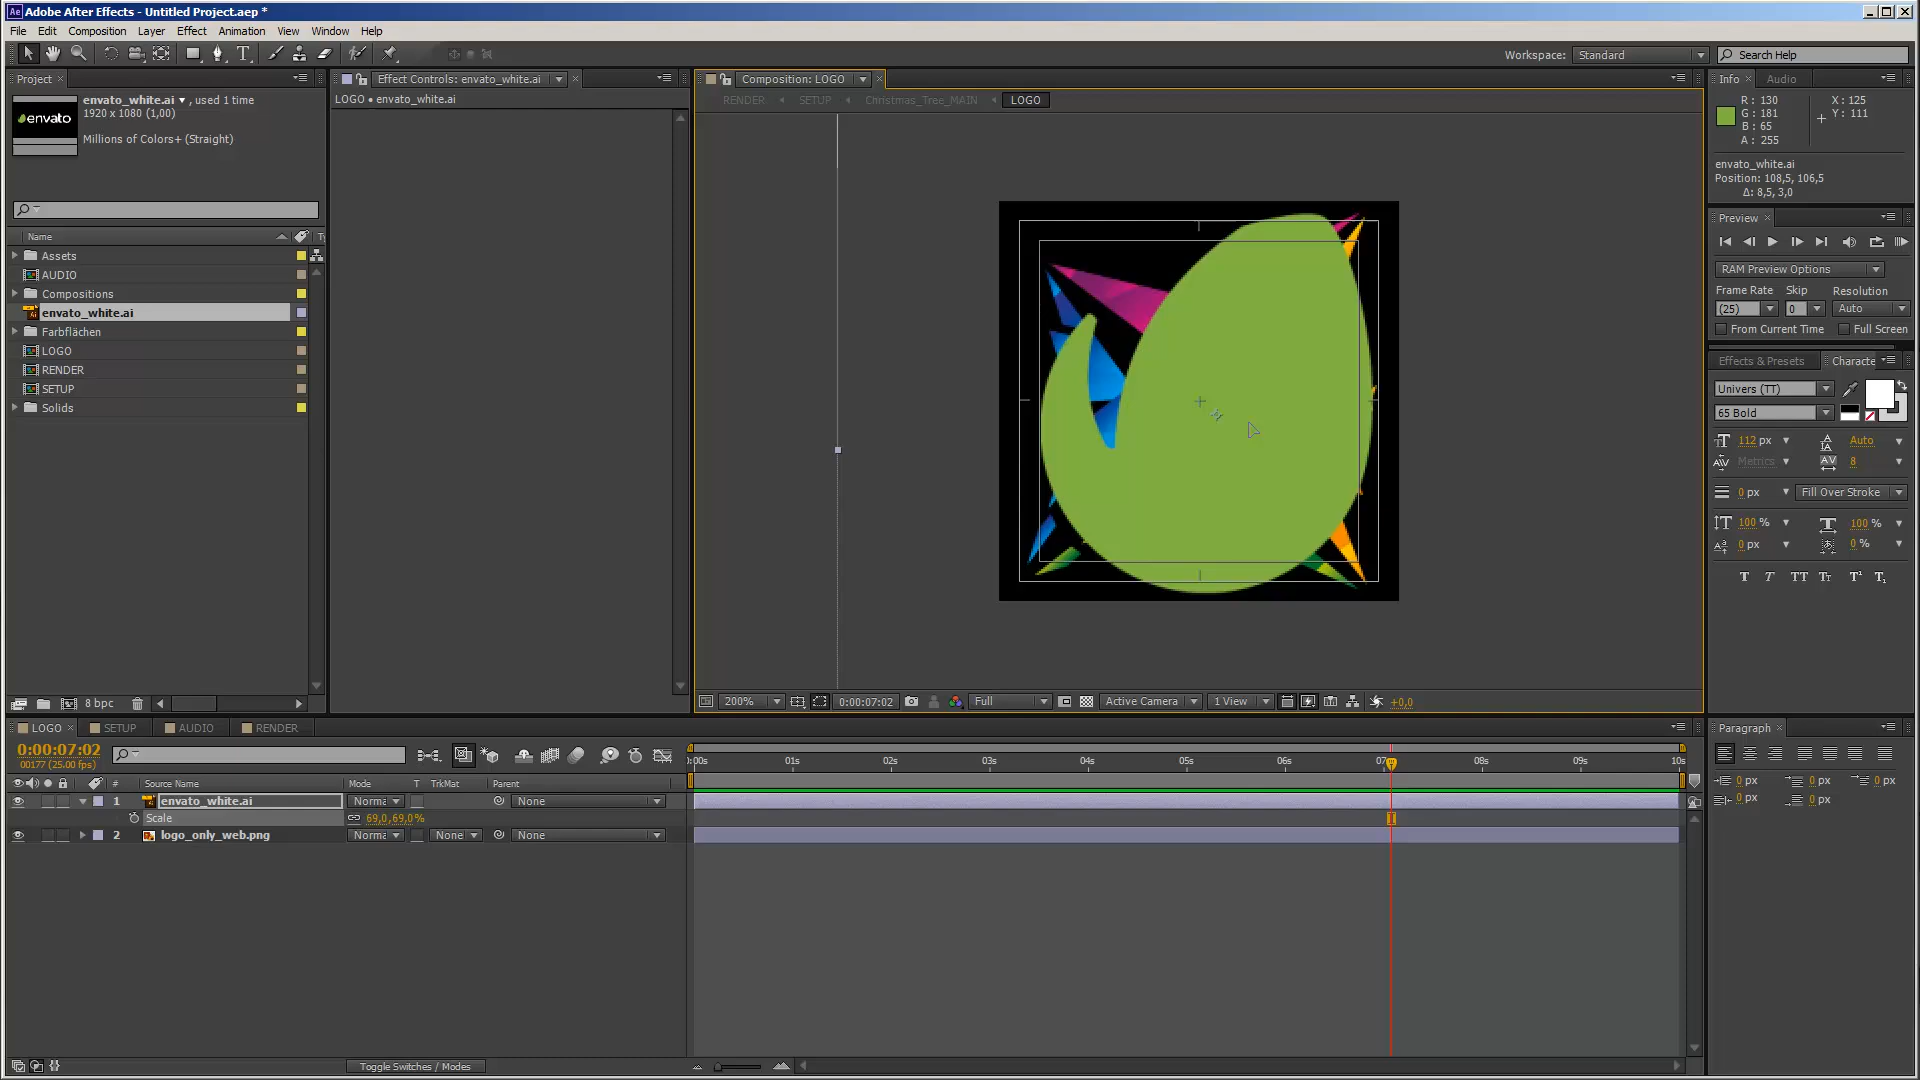 Adobe After Effects - Untitled Project.aep *
File Edit Composition Layer Effect Animation View Window Help
Workspace: Standard
Search Help
Project
envato_white.ai , used 1 time
1920 x 1080 (1,00)
Millions of Colors+ (Straight)
envato
Name
Assets
AUDIO
Compositions
envato_white.ai
Farbflächen
LOGO
RENDER
SETUP
Solids
8 bpc
Effect Controls: envato_white.ai
LOGO • envato_white.ai
Composition: LOGO
RENDER SETUP Christmas_Tree_MAIN LOGO
200% 0:00:07:02 Full Active Camera 1 View +0,0
Info Audio
R : 130 X : 125
G : 181 Y : 111
B : 65
A : 255
envato_white.ai
Position: 108,5, 106,5
Δ: 8,5, 3,0
Preview
RAM Preview Options
Frame Rate Skip Resolution
(25) 0 Auto
From Current Time Full Screen
Effects & Presets Characte
Univers (TT)
65 Bold
112 px Auto
Metrics 8
0 px Fill Over Stroke
100 % 100 %
0 px 0 %
T T TT Tt T¹ T₁
LOGO SETUP AUDIO RENDER
0:00:07:02
00177 (25.00 fps)
:00s 01s 02s 03s 04s 05s 06s 07s 08s 09s 10s
# Source Name Mode T TrkMat Parent
1 envato_white.ai Norma None
Scale 69,0,69,0%
2 logo_only_web.png Norma None None
Toggle Switches / Modes
Paragraph
0 px 0 px 0 px
0 px 0 px